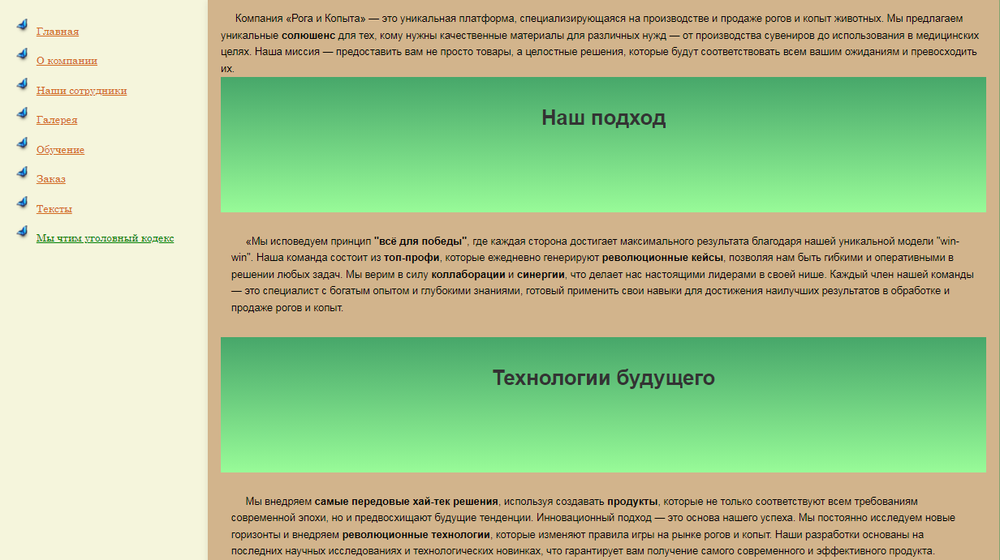 Главная
О компании
Наши сотрудники
Галерея
Обучение
Заказ
Тексты
Мы чтим уголовный кодекс
Компания «Рога и Копыта» — это уникальная платформа, специализирующаяся на производстве и продаже рогов и копыт животных. Мы предлагаем
уникальные солюшенс для тех, кому нужны качественные материалы для различных нужд — от производства сувениров до использования в медицинских
целях. Наша миссия — предоставить вам не просто товары, а целостные решения, которые будут соответствовать всем вашим ожиданиям и превосходить
их.
Наш подход
«Мы исповедуем принцип "всё для победы", где каждая сторона достигает максимального результата благодаря нашей уникальной модели "win-
win". Наша команда состоит из топ-профи, которые ежедневно генерируют революционные кейсы, позволяя нам быть гибкими и оперативными в
решении любых задач. Мы верим в силу коллаборации и синергии, что делает нас настоящими лидерами в своей нише. Каждый член нашей команды
— это специалист с богатым опытом и глубокими знаниями, готовый применить свои навыки для достижения наилучших результатов в обработке и
продаже рогов и копыт.
Технологии будущего
Мы внедряем самые передовые хай-тек решения, используя создавать продукты, которые не только соответствуют всем требованиям
современной эпохи, но и предвосхищают будущие тенденции. Инновационный подход — это основа нашего успеха. Мы постоянно исследуем новые
горизонты и внедряем революционные технологии, которые изменяют правила игры на рынке рогов и копыт. Наши разработки основаны на
последних научных исследованиях и технологических новинках, что гарантирует вам получение самого современного и эффективного продукта.